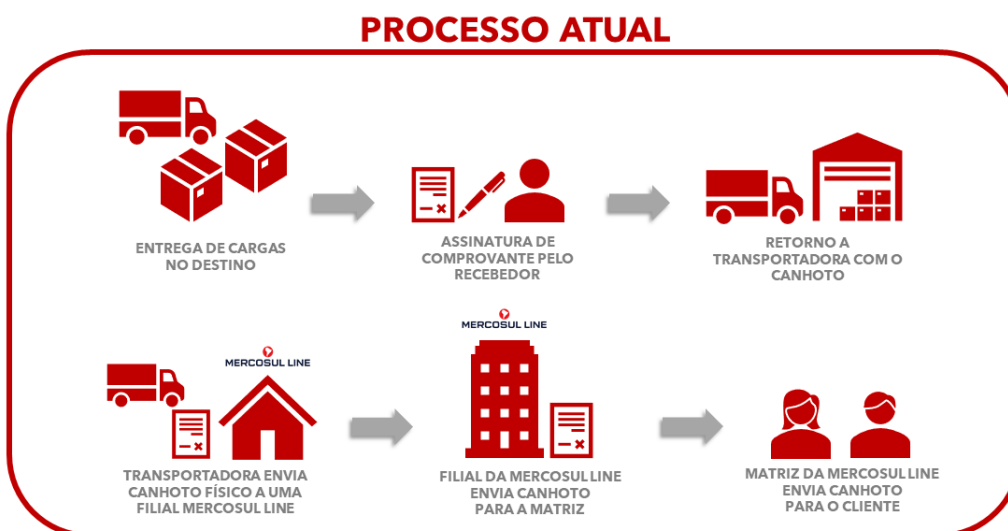 PROCESSO ATUAL
ENTREGA DE CARGAS
NO DESTINO
ASSINATURA DE
COMPROVANTE PELO
RECEBEDOR
RETORNO A
TRANSPORTADORA COM O
CANHOTO
MERCOSUL LINE
TRANSPORTADORA ENVIA
CANHOTO FÍSICO A UMA
FILIAL MERCOSUL LINE
MERCOSUL LINE
FILIAL DA MERCOSUL LINE
ENVIA CANHOTO
PARA A MATRIZ
MATRIZ DA MERCOSUL LINE
ENVIA CANHOTO
PARA O CLIENTE